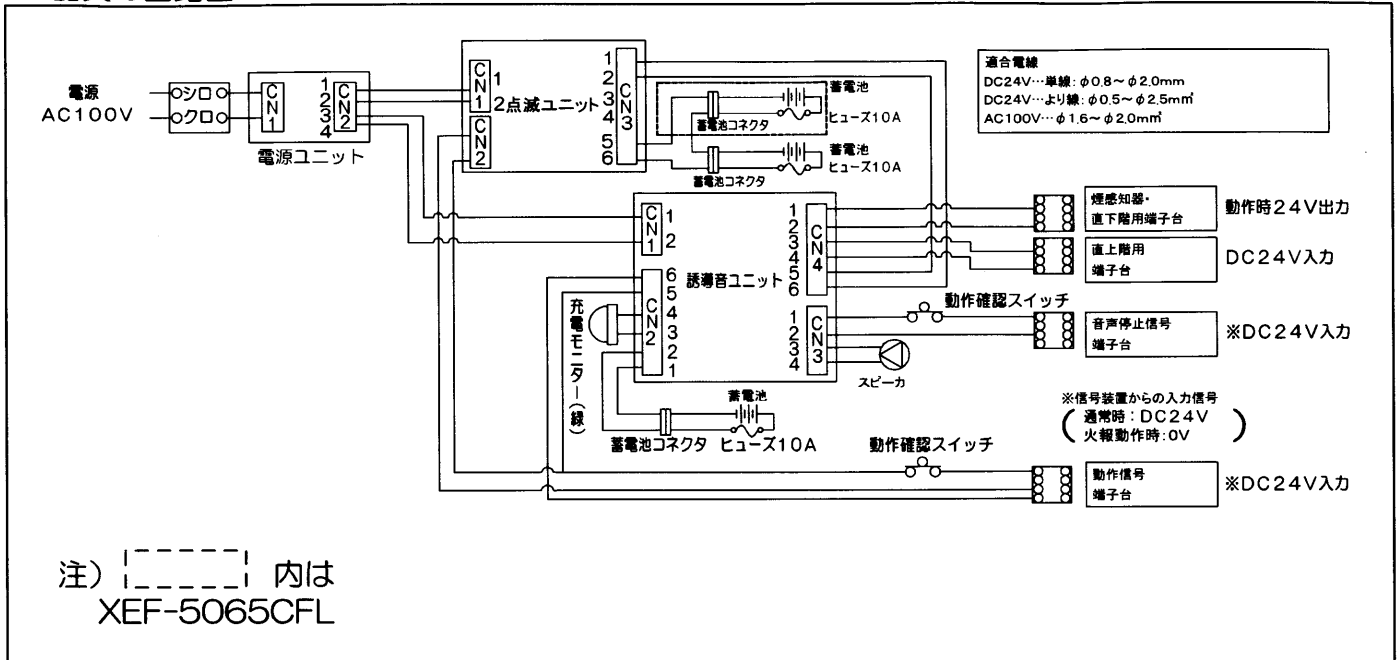 電源
AC100V
シロ
クロ
CN1
1
2
3
4
CN2
電源ユニット
CN1
1
2
点滅ユニット
CN2
1
2
3
4
5
6
CN3
蓄電池
ヒューズ10A
蓄電池コネクタ
蓄電池
ヒューズ10A
蓄電池コネクタ
適合電線
DC24V…単線:φ0.8~φ2.0mm
DC24V…より線:φ0.5~φ2.5mm²
AC100V…φ1.6~φ2.0mm²
CN1
1
2
誘導音ユニット
1
2
3
4
5
6
CN4
煙感知器・
直下階用端子台
動作時24V出力
直上階用
端子台
DC24V入力
充電モニター(緑)
CN2
6
5
4
3
2
1
1
2
3
4
CN3
動作確認スイッチ
音声停止信号
端子台
※DC24V入力
スピーカ
蓄電池
蓄電池コネクタ
ヒューズ10A
※信号装置からの入力信号
(通常時:DC24V
火報動作時:0V)
動作確認スイッチ
動作信号
端子台
※DC24V入力
注) 内は
XEF-5065CFL